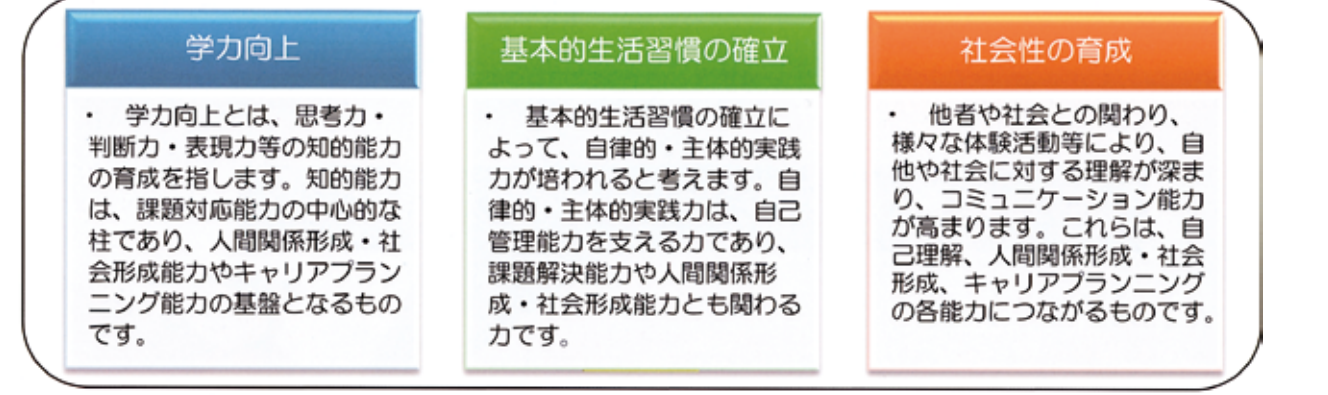 学力向上
・　学力向上とは、思考力・
判断力・表現力等の知的能力
の育成を指します。知的能力
は、課題対応能力の中心的な
柱であり、人間関係形成・社
会形成能力やキャリアプラン
ニング能力の基盤となるもの
です。
基本的生活習慣の確立
・　基本的生活習慣の確立に
よって、自律的・主体的実践
力が培われると考えます。自
律的・主体的実践力は、自己
管理能力を支える力であり、
課題解決能力や人間関係形
成・社会形成能力とも関わる
力です。
社会性の育成
・　他者や社会との関わり、
様々な体験活動等により、自
他や社会に対する理解が深ま
り、コミュニケーション能力
が高まります。これらは、自
己理解、人間関係形成・社会
形成、キャリアプランニング
の各能力につながるものです。